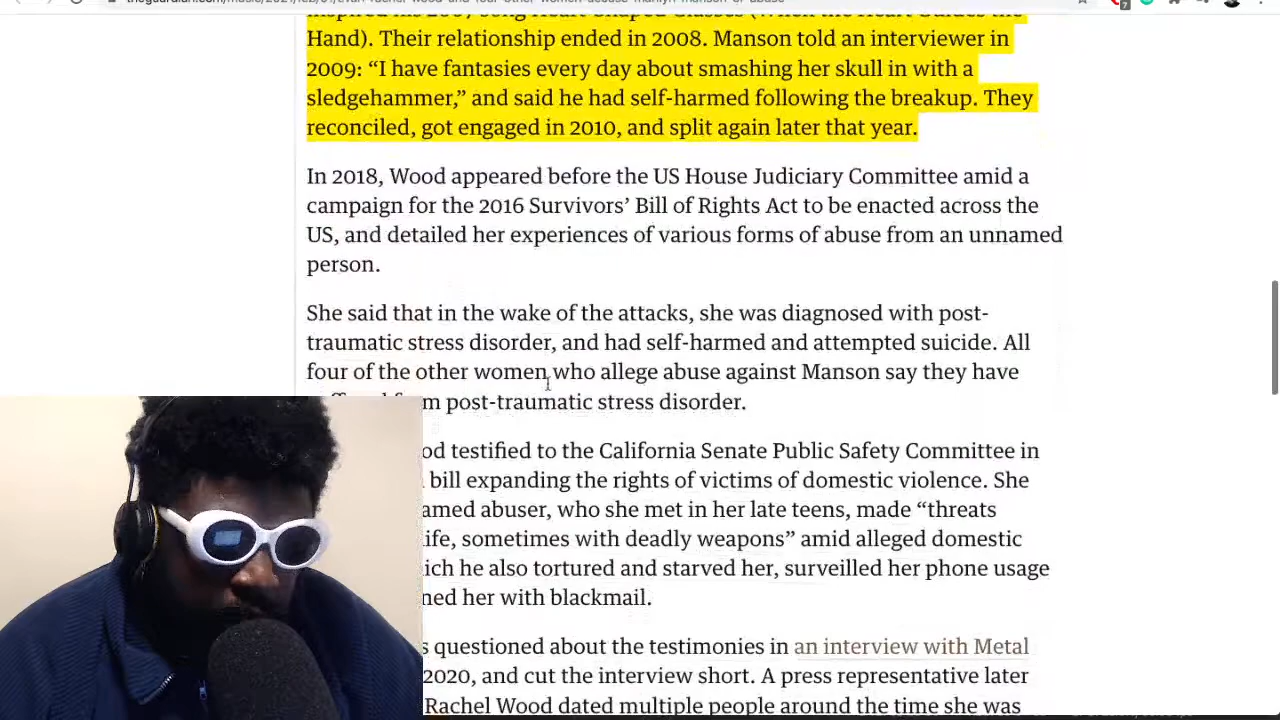 Hand). Their relationship ended in 2008. Manson told an interviewer in
2009: “I have fantasies every day about smashing her skull in with a
sledgehammer,” and said he had self-harmed following the breakup. They
reconciled, got engaged in 2010, and split again later that year.
In 2018, Wood appeared before the US House Judiciary Committee amid a
campaign for the 2016 Survivors’ Bill of Rights Act to be enacted across the
US, and detailed her experiences of various forms of abuse from an unnamed
person.
She said that in the wake of the attacks, she was diagnosed with post-
traumatic stress disorder, and had self-harmed and attempted suicide. All
four of the other women who allege abuse against Manson say they have
post-traumatic stress disorder.
testified to the California Senate Public Safety Committee in
bill expanding the rights of victims of domestic violence. She
abuser, who she met in her late teens, made “threats
sometimes with deadly weapons” amid alleged domestic
he also tortured and starved her, surveilled her phone usage
her with blackmail.
questioned about the testimonies in an interview with Metal
2020, and cut the interview short. A press representative later
Rachel Wood dated multiple people around the time she was